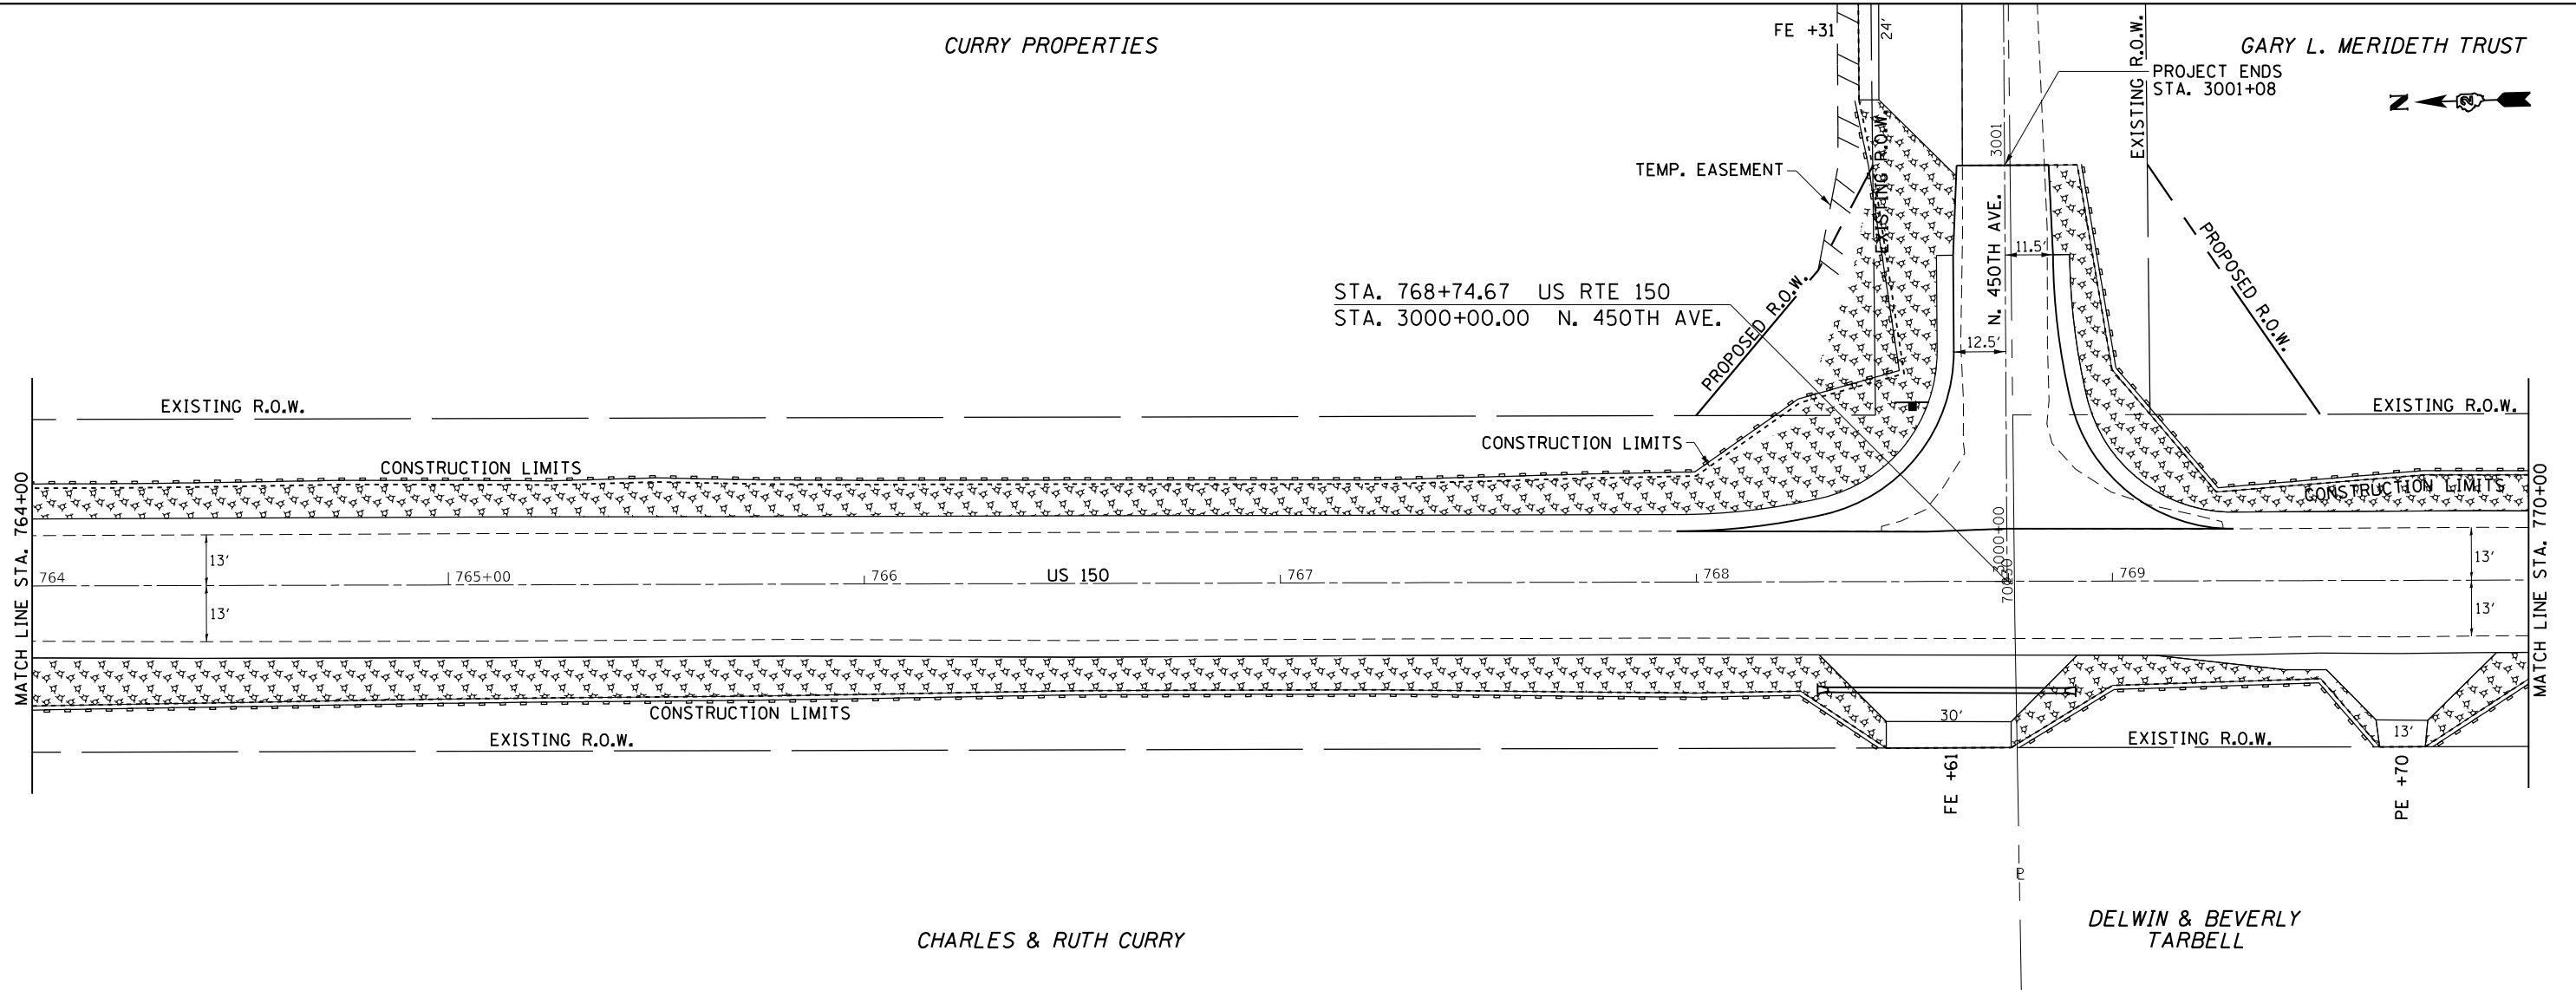 CURRY PROPERTIES
FE +31
24'
EXISTING R.O.W.
GARY L. MERIDETH TRUST
PROJECT ENDS
STA. 3001+08
N
2
3001
TEMP. EASEMENT
EXISTING R.O.W.
N. 450TH AVE.
11.5'
12.5'
PROPOSED R.O.W.
PROPOSED R.O.W.
STA. 768+74.67 US RTE 150
STA. 3000+00.00 N. 450TH AVE.
EXISTING R.O.W.
EXISTING R.O.W.
CONSTRUCTION LIMITS
CONSTRUCTION LIMITS
CONSTRUCTION LIMITS
MATCH LINE STA. 764+00
MATCH LINE STA. 770+00
3000+00
13'
13'
764
765+00
766
US 150
767
768
769
13'
13'
CONSTRUCTION LIMITS
30'
13'
EXISTING R.O.W.
EXISTING R.O.W.
FE +61
PE +70
CHARLES & RUTH CURRY
DELWIN & BEVERLY
TARBELL